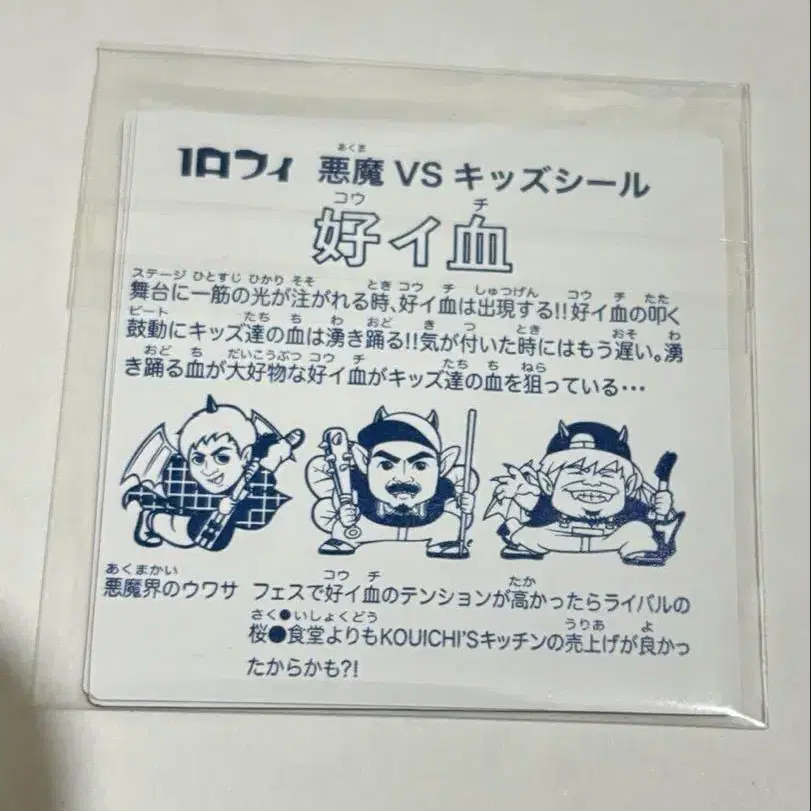 10フィ 悪魔 VS キッズシール
好イ血
舞台に一筋の光が注がれる時、好イ血は出現する!!好イ血の叩く
鼓動にキッズ達の血は湧き踊る!!気が付いた時にはもう遅い。湧
き踊る血が大好物な好イ血がキッズ達の血を狙っている…
悪魔界のウワサ フェスで好イ血のテンションが高かったらライバルの
桜●食堂よりもKOUICHI'Sキッチンの売上げが良かっ
たからかも?!